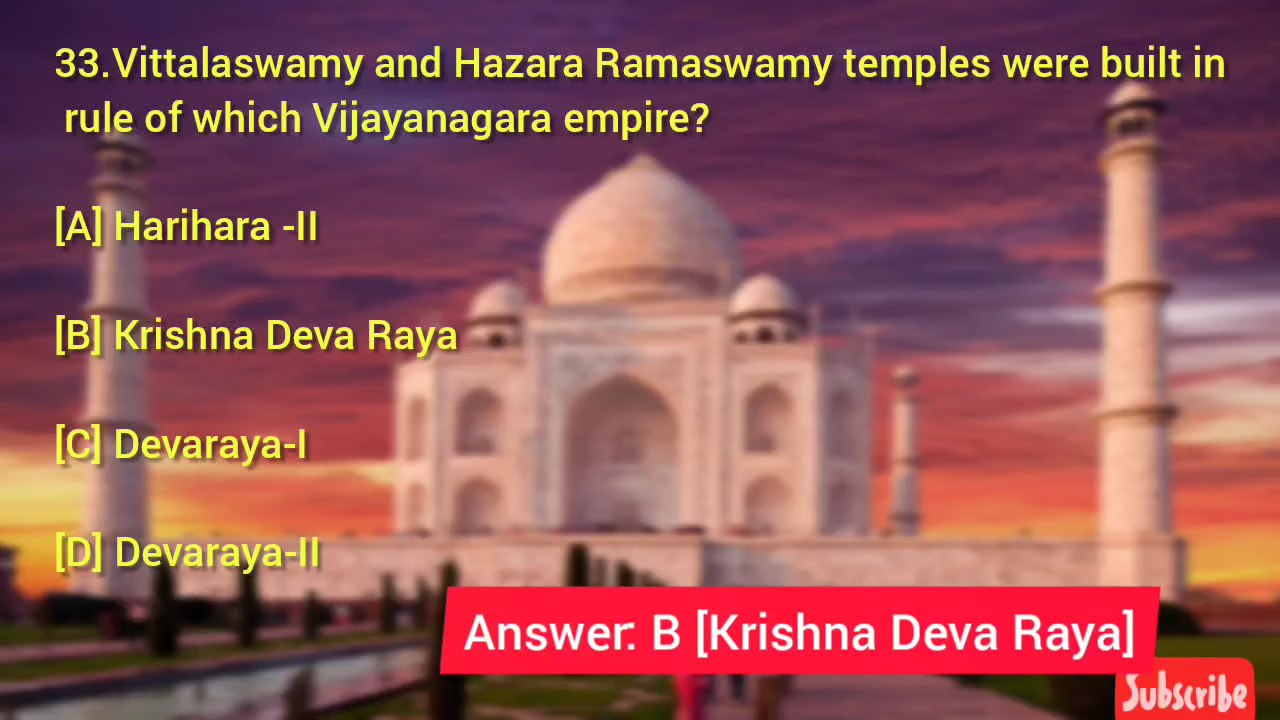 33.Vittalaswamy and Hazara Ramaswamy temples were built in
rule of which Vijayanagara empire?
[A] Harihara -II
[B] Krishna Deva Raya
[C] Devaraya-I
[D] Devaraya-II
Answer: B [Krishna Deva Raya]
Subscribe